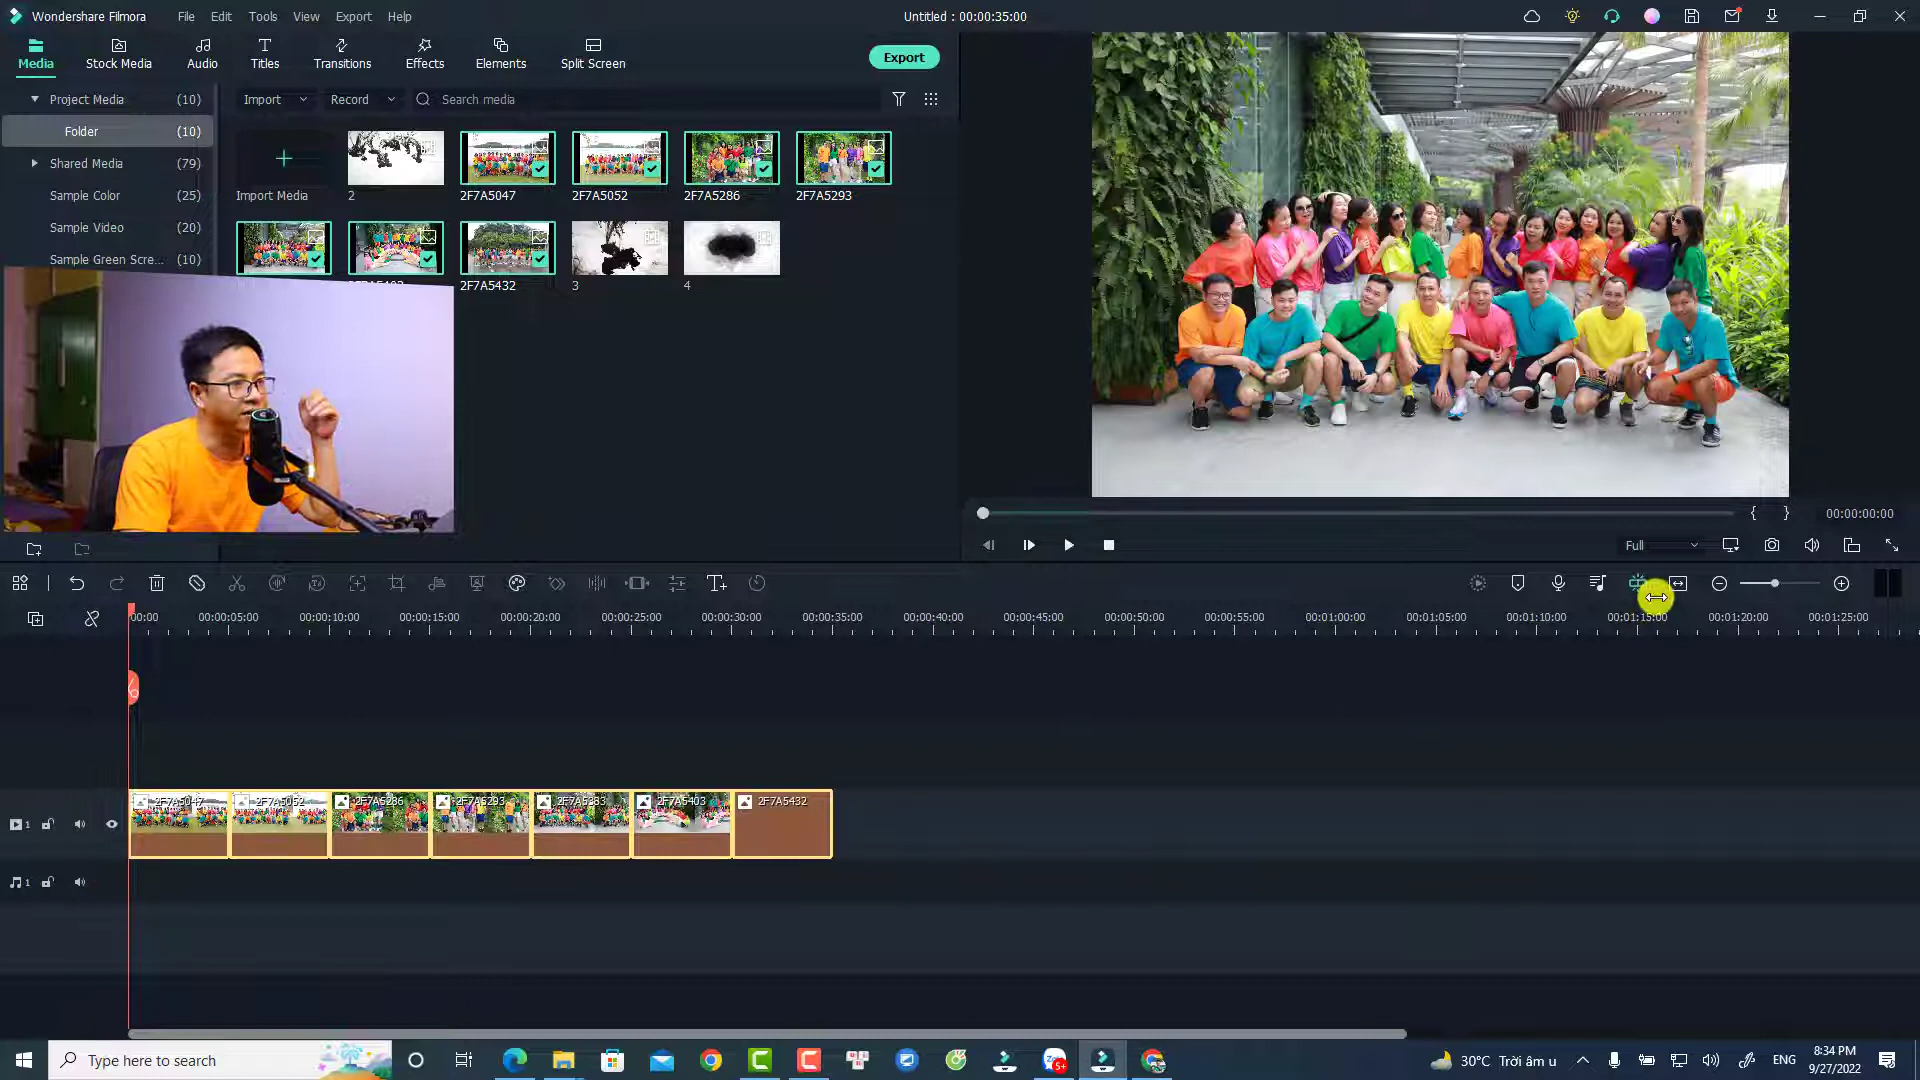 Wondershare Filmora
File
Edit
Tools
View
Export
Help
Untitled : 00:00:35:00
Media
Stock Media
Audio
Titles
Transitions
Effects
Elements
Split Screen
Export
Project Media (10)
Folder (10)
Shared Media (79)
Sample Color (25)
Sample Video (20)
Sample Green Scre... (10)
Import
Record
Search media
Import Media
2
2F7A5047
2F7A5052
2F7A5286
2F7A5293
2F7A5432
3
4
{ }
00:00:00:00
Full
00:00
00:00:05:00
00:00:10:00
00:00:15:00
00:00:20:00
00:00:25:00
00:00:30:00
00:00:35:00
00:00:40:00
00:00:45:00
00:00:50:00
00:00:55:00
00:01:00:00
00:01:05:00
00:01:10:00
00:01:15:00
00:01:20:00
00:01:25:00
2F7A5047
2F7A5052
2F7A5286
2F7A5293
2F7A5383
2F7A5403
2F7A5432
1
1
Type here to search
5+
30°C Trời âm u
ENG
8:34 PM
9/27/2022